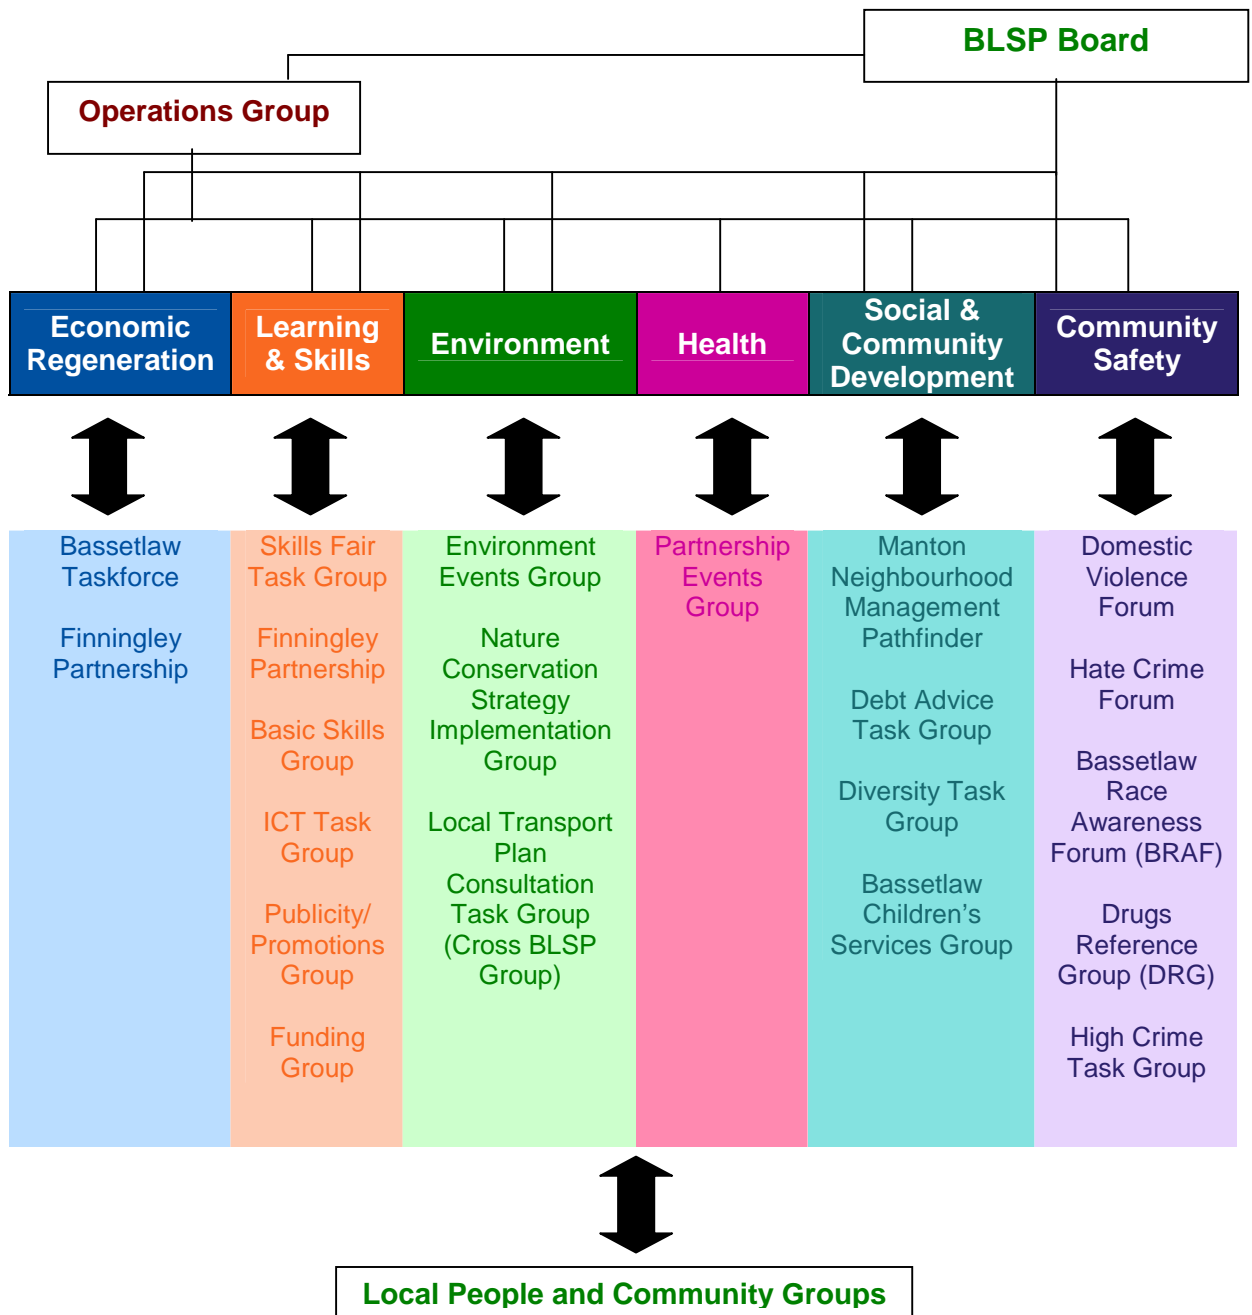 BLSP Board
Operations Group
Economic
Regeneration
Learning
& Skills
Environment
Health
Social &
Community
Development
Community
Safety
Bassetlaw
Taskforce
Finningley
Partnership
Skills Fair
Task Group
Finningley
Partnership
Basic Skills
Group
ICT Task
Group
Publicity/
Promotions
Group
Funding
Group
Environment
Events Group
Nature
Conservation
Strategy
Implementation
Group
Local Transport
Plan
Consultation
Task Group
(Cross BLSP
Group)
Partnership
Events
Group
Manton
Neighbourhood
Management
Pathfinder
Debt Advice
Task Group
Diversity Task
Group
Bassetlaw
Children’s
Services Group
Domestic
Violence
Forum
Hate Crime
Forum
Bassetlaw
Race
Awareness
Forum (BRAF)
Drugs
Reference
Group (DRG)
High Crime
Task Group
Local People and Community Groups